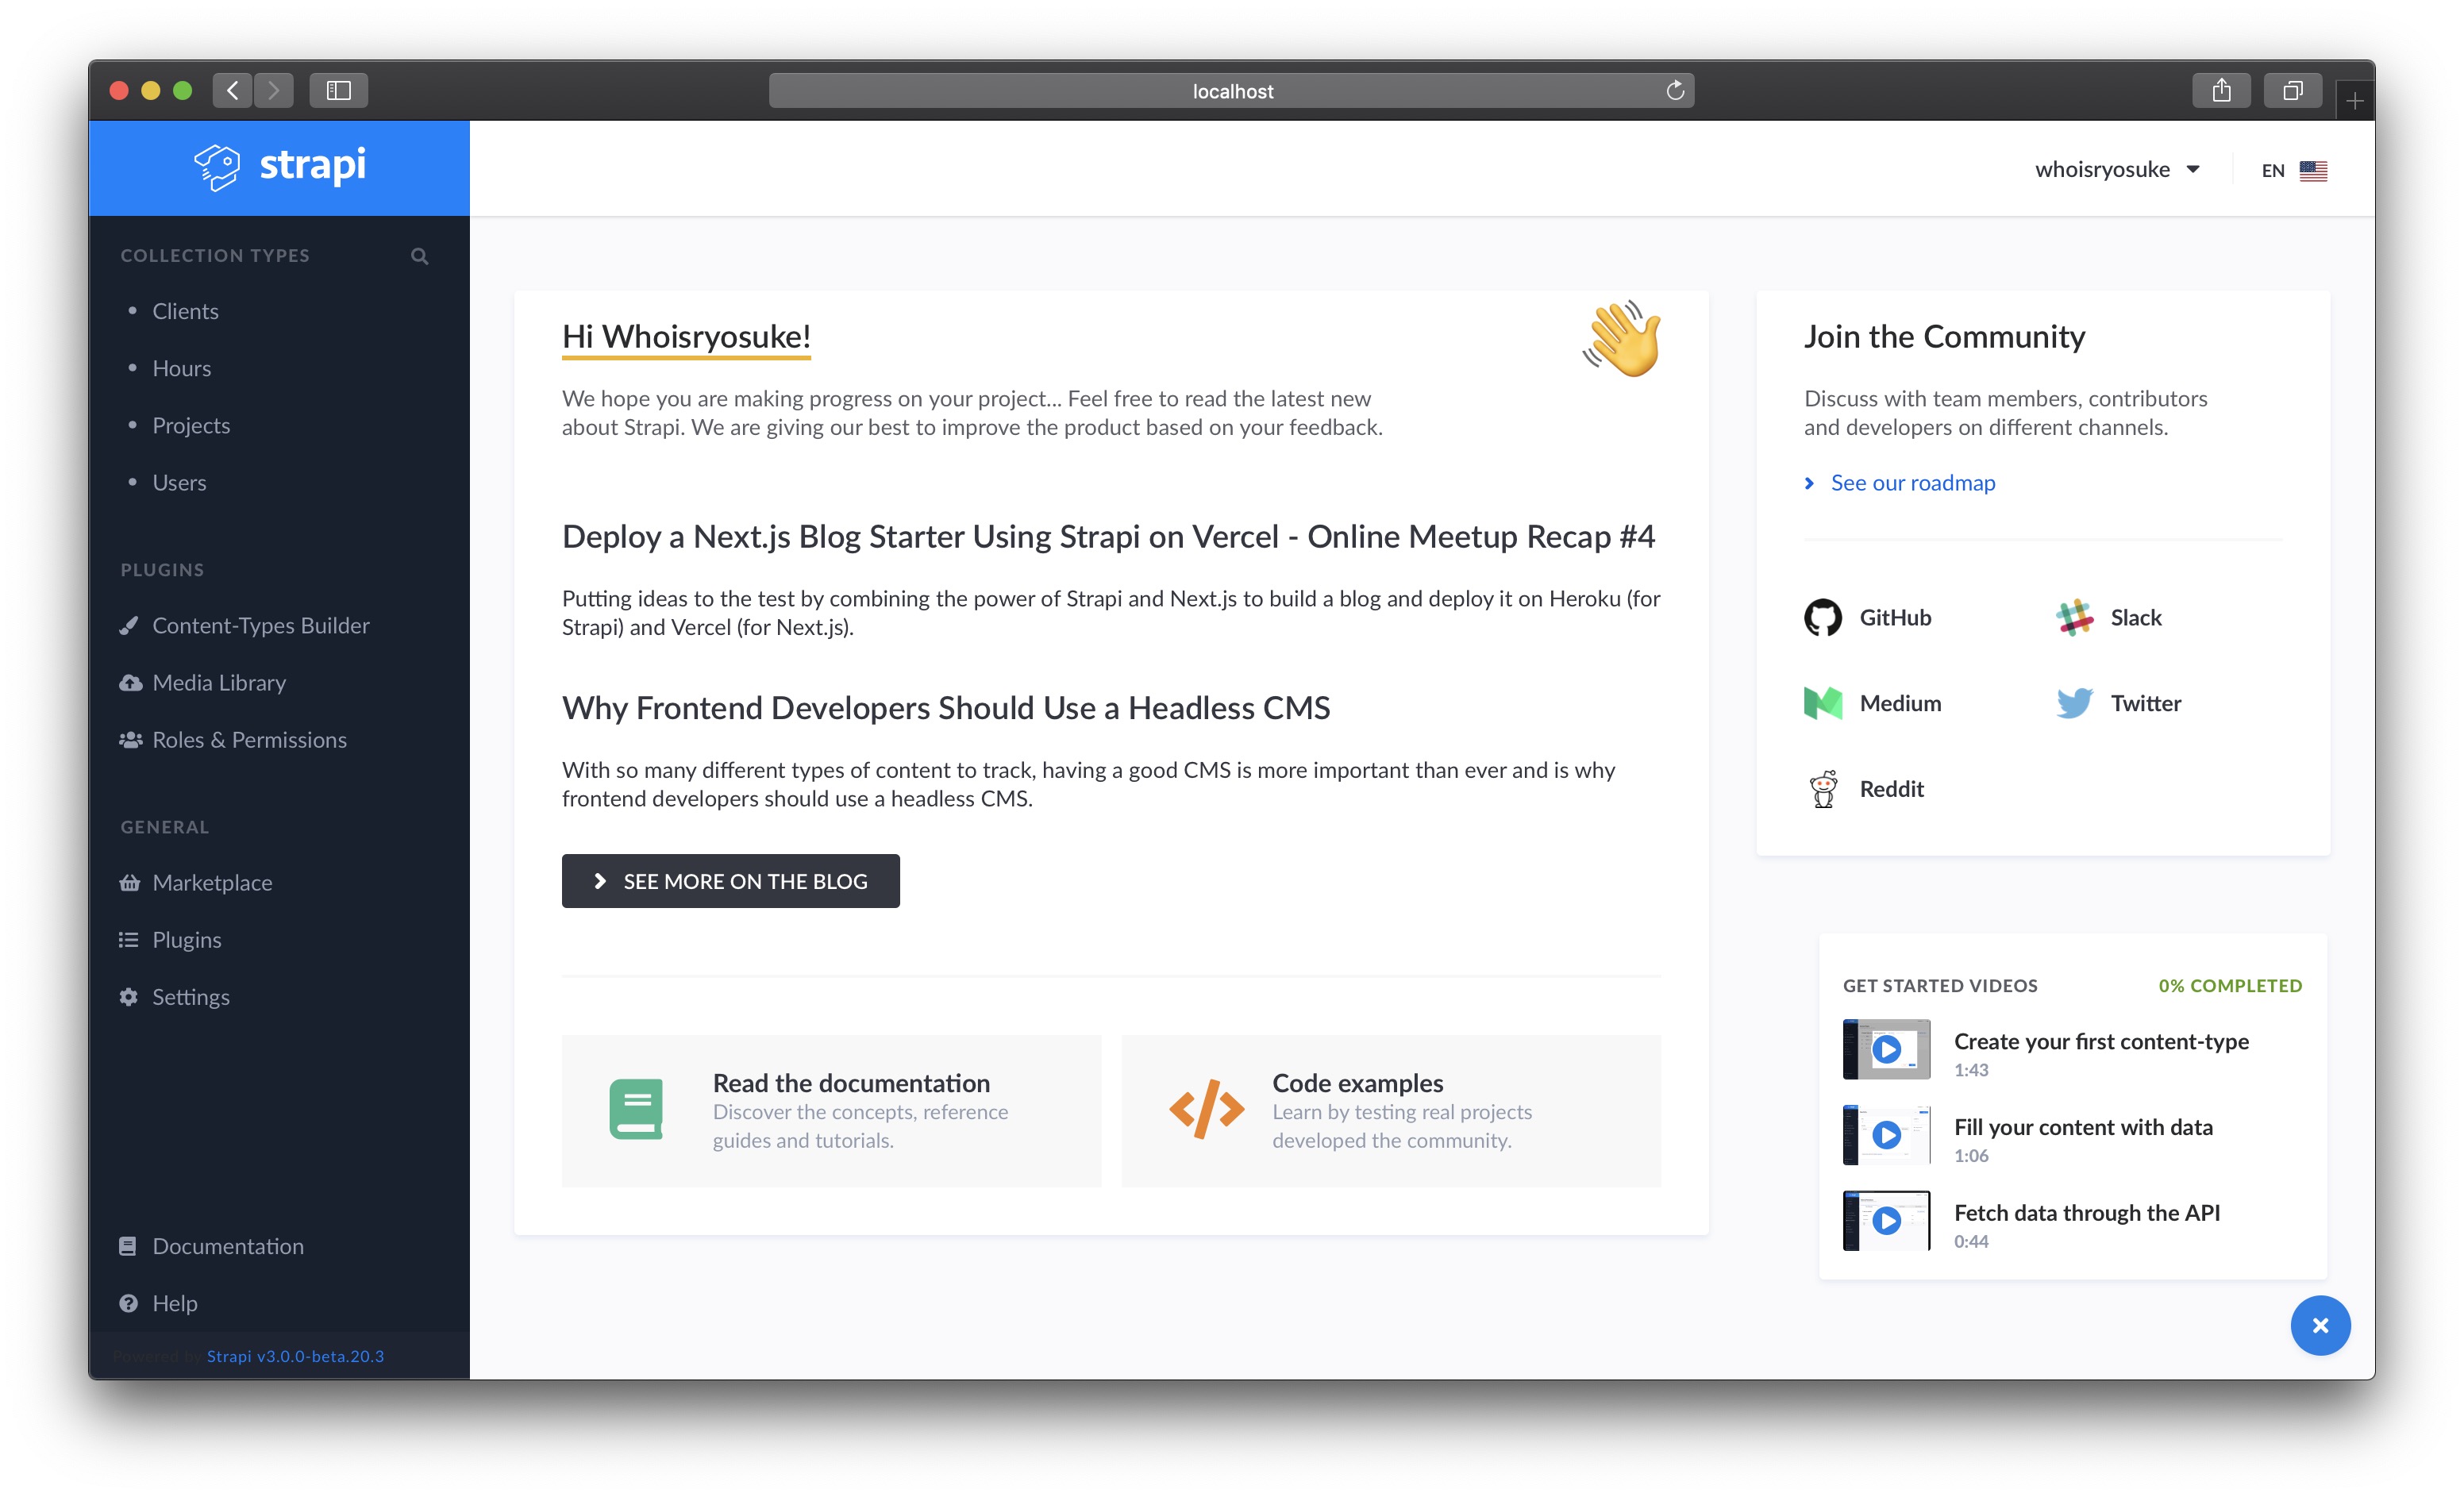 localhost
strapi
whoisryosuke
EN
COLLECTION TYPES
Clients
Hours
Projects
Users
PLUGINS
Content-Types Builder
Media Library
Roles & Permissions
GENERAL
Marketplace
Plugins
Settings
Documentation
Help
Powered by Strapi v3.0.0-beta.20.3
Hi Whoisryosuke!
We hope you are making progress on your project... Feel free to read the latest new
about Strapi. We are giving our best to improve the product based on your feedback.
Deploy a Next.js Blog Starter Using Strapi on Vercel - Online Meetup Recap #4
Putting ideas to the test by combining the power of Strapi and Next.js to build a blog and deploy it on Heroku (for
Strapi) and Vercel (for Next.js).
Why Frontend Developers Should Use a Headless CMS
With so many different types of content to track, having a good CMS is more important than ever and is why
frontend developers should use a headless CMS.
SEE MORE ON THE BLOG
Read the documentation
Discover the concepts, reference
guides and tutorials.
Code examples
Learn by testing real projects
developed the community.
Join the Community
Discuss with team members, contributors
and developers on different channels.
See our roadmap
GitHub
Slack
Medium
Twitter
Reddit
GET STARTED VIDEOS
0% COMPLETED
Create your first content-type
1:43
Fill your content with data
1:06
Fetch data through the API
0:44